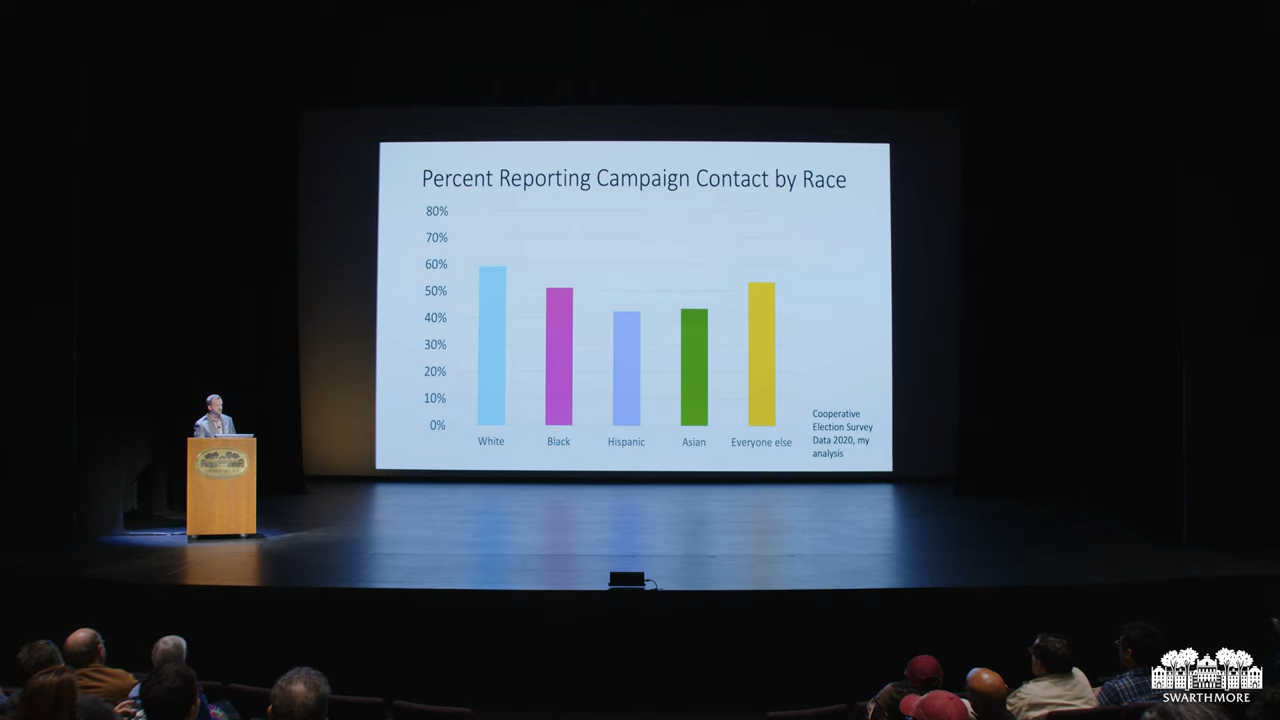 Percent Reporting Campaign Contact by Race
80%
70%
60%
50%
40%
30%
20%
10%
0%
White Black Hispanic Asian Everyone else
Cooperative
Election Survey
Data 2020, my
analysis
SWARTHMORE